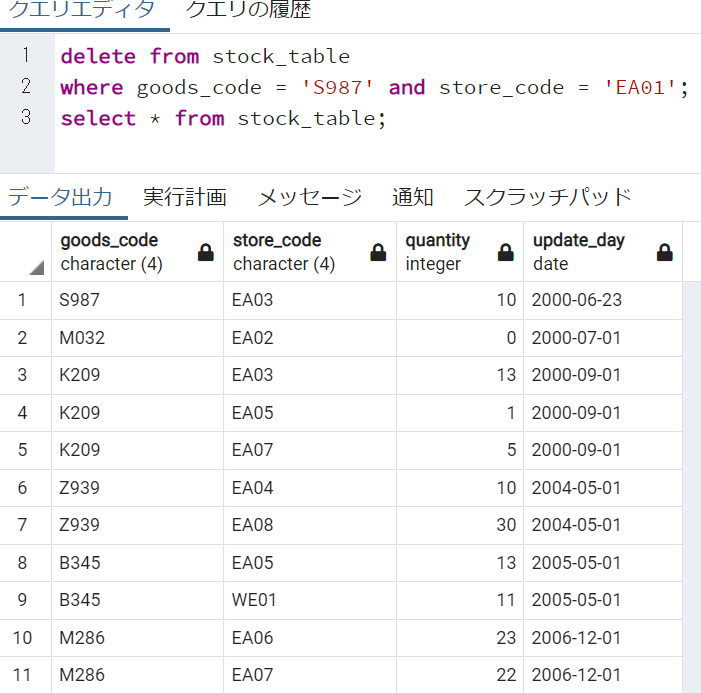 クエリエディタ クエリの履歴
1 delete from stock_table
2 where goods_code = 'S987' and store_code = 'EA01';
3 select * from stock_table;
データ出力 実行計画 メッセージ 通知 スクラッチパッド
goods_code store_code quantity update_day
character (4) character (4) integer date
1 S987 EA03 10 2000-06-23
2 M032 EA02 0 2000-07-01
3 K209 EA03 13 2000-09-01
4 K209 EA05 1 2000-09-01
5 K209 EA07 5 2000-09-01
6 Z939 EA04 10 2004-05-01
7 Z939 EA08 30 2004-05-01
8 B345 EA05 13 2005-05-01
9 B345 WE01 11 2005-05-01
10 M286 EA06 23 2006-12-01
11 M286 EA07 22 2006-12-01